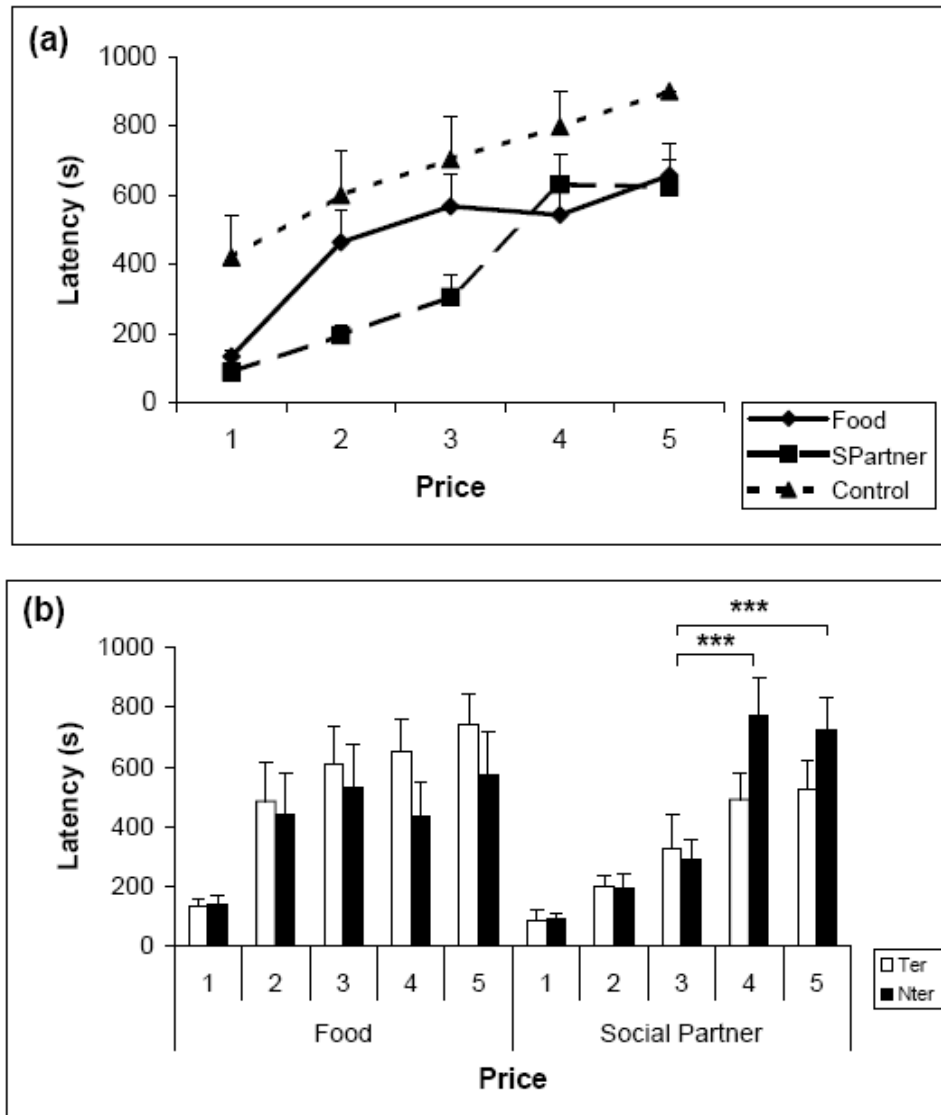 (a)
1000
800
600
400
200
0
Latency (s)
1 2 3 4 5
Price
Food
SPartner
Control
(b)
***
***
1000
800
600
400
200
0
Latency (s)
1 2 3 4 5 1 2 3 4 5
Food Social Partner
Price
Ter
Nter